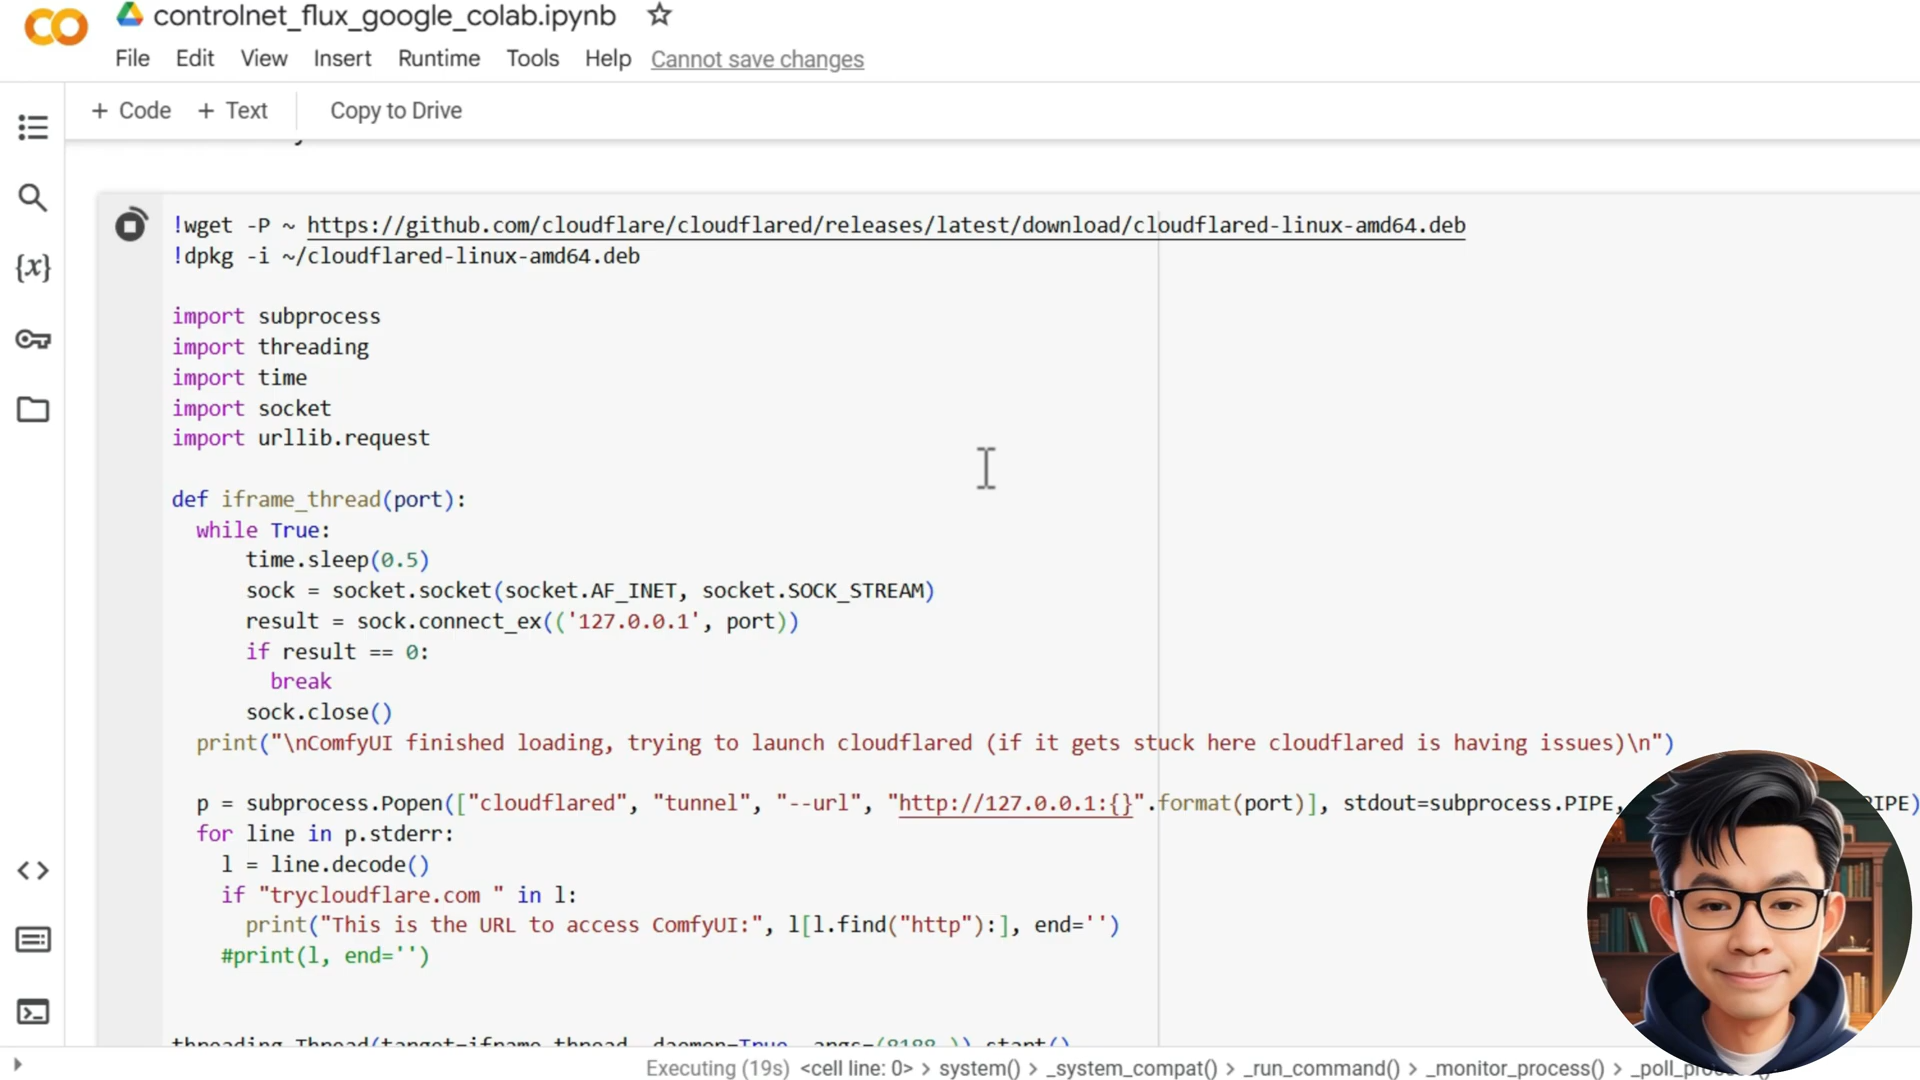 controlnet_flux_google_colab.ipynb
File Edit View Insert Runtime Tools Help Cannot save changes
+ Code + Text Copy to Drive
!wget -P ~ https://github.com/cloudflare/cloudflared/releases/latest/download/cloudflared-linux-amd64.deb
!dpkg -i ~/cloudflared-linux-amd64.deb
import subprocess
import threading
import time
import socket
import urllib.request
def iframe_thread(port):
while True:
time.sleep(0.5)
sock = socket.socket(socket.AF_INET, socket.SOCK_STREAM)
result = sock.connect_ex(('127.0.0.1', port))
if result == 0:
break
sock.close()
print("\nComfyUI finished loading, trying to launch cloudflared (if it gets stuck here cloudflared is having issues)\n")
p = subprocess.Popen(["cloudflared", "tunnel", "--url", "http://127.0.0.1:{}".format(port)], stdout=subprocess.PIPE,
for line in p.stderr:
l = line.decode()
if "trycloudflare.com " in l:
print("This is the URL to access ComfyUI:", l[l.find("http"):], end='')
#print(l, end='')
threading.Thread(target=iframe_thread, daemon=True, args=(8188,)).start()
Executing (19s) <cell line: 0> > system() > _system_compat() > _run_command() > _monitor_process() >